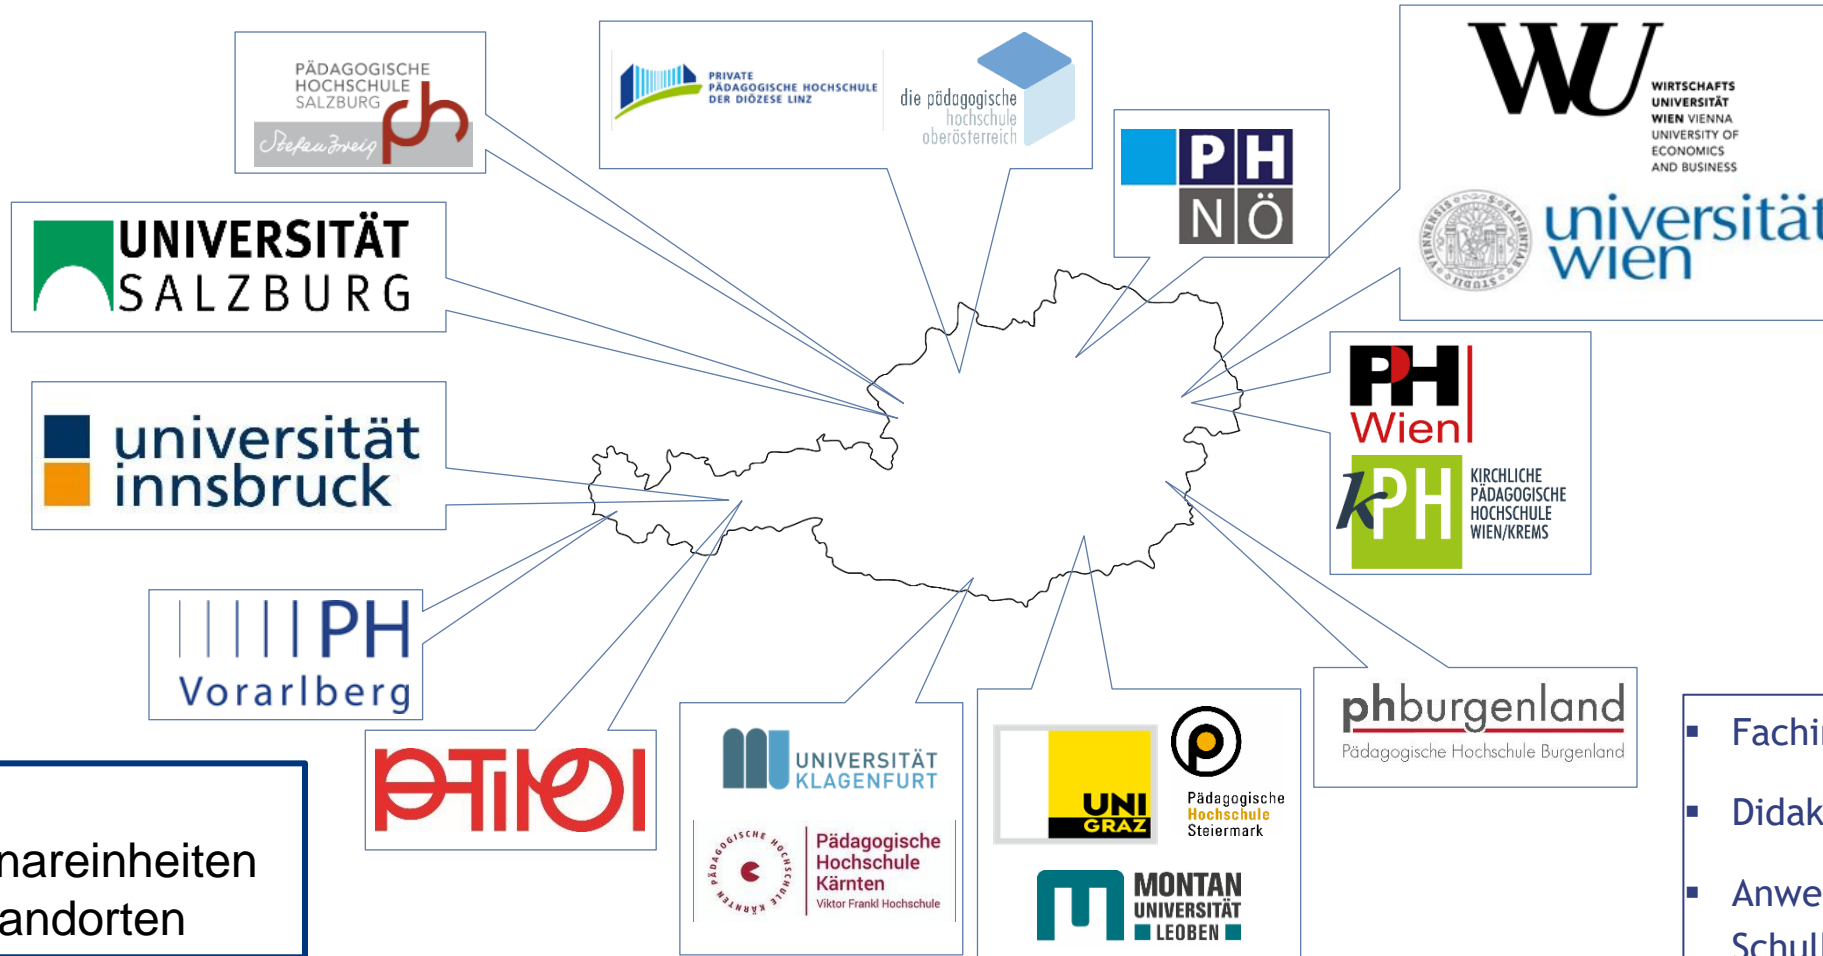 PÄDAGOGISCHE
HOCHSCHULE
SALZBURG
Stefan Zweig
ph
PRIVATE
PÄDAGOGISCHE HOCHSCHULE
DER DIÖZESE LINZ
die pädagogische
hochschule
oberösterreich
PH
NÖ
WU
WIRTSCHAFTS
UNIVERSITÄT
WIEN VIENNA
UNIVERSITY OF
ECONOMICS
AND BUSINESS
universität
wien
UNIVERSITÄT
SALZBURG
universität
innsbruck
PH
Wien
kPH
KIRCHLICHE
PÄDAGOGISCHE
HOCHSCHULE
WIEN/KREMS
PH
Vorarlberg
UNIVERSITÄT
KLAGENFURT
PÄDAGOGISCHE HOCHSCHULE KÄRNTEN
Pädagogische
Hochschule
Kärnten
Viktor Frankl Hochschule
UNI
GRAZ
Pädagogische
Hochschule
Steiermark
MONTAN
UNIVERSITÄT
LEOBEN
phburgenland
Pädagogische Hochschule Burgenland
nareinheiten
andorten
▪ Fachi
▪ Didak
▪ Anwe
Schul